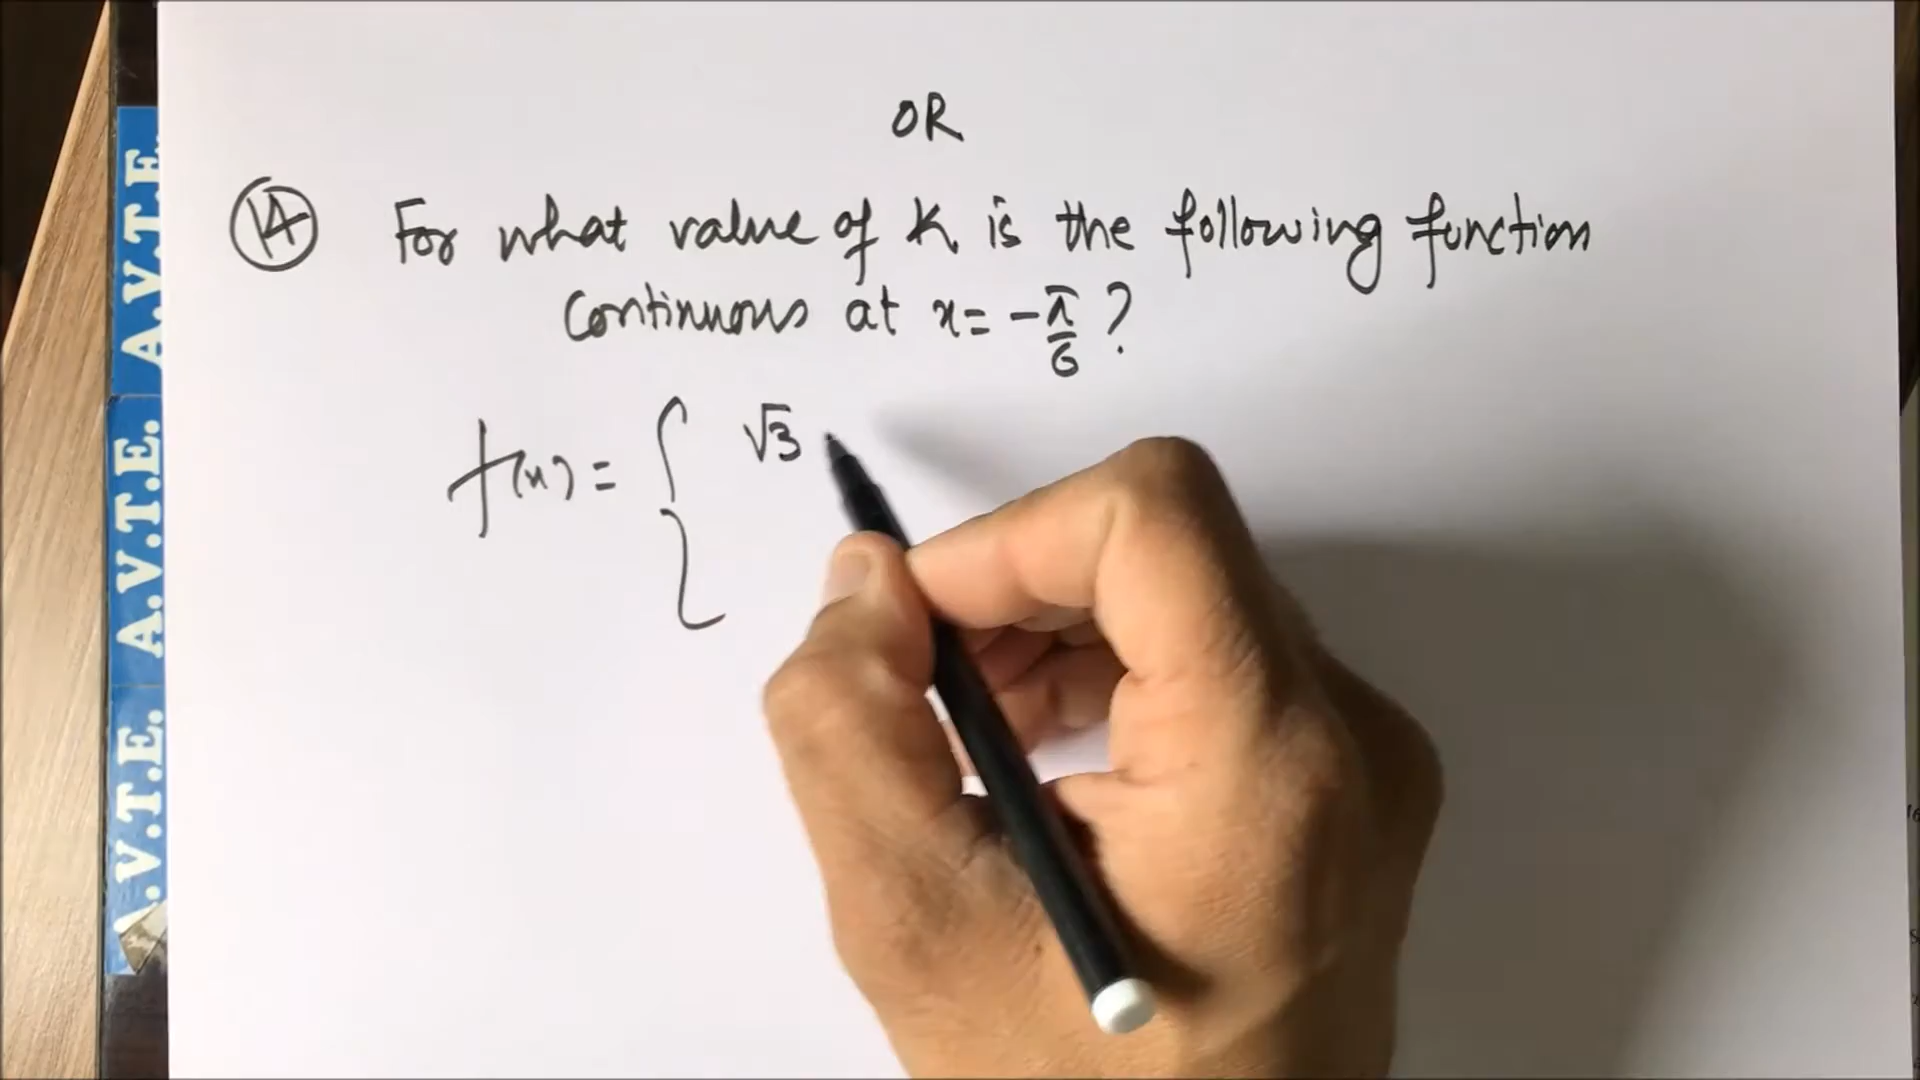 OR
14 For what value of K is the following function
continuous at x = -π/6 ?
f(x) = { √3
A.V.T.E. A.V.T.E. A.V.T.E.